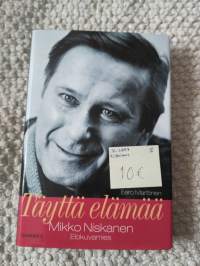 10€
Eero Marttinen
Täyttä elämää
Mikko Niskanen
Elokuvamies